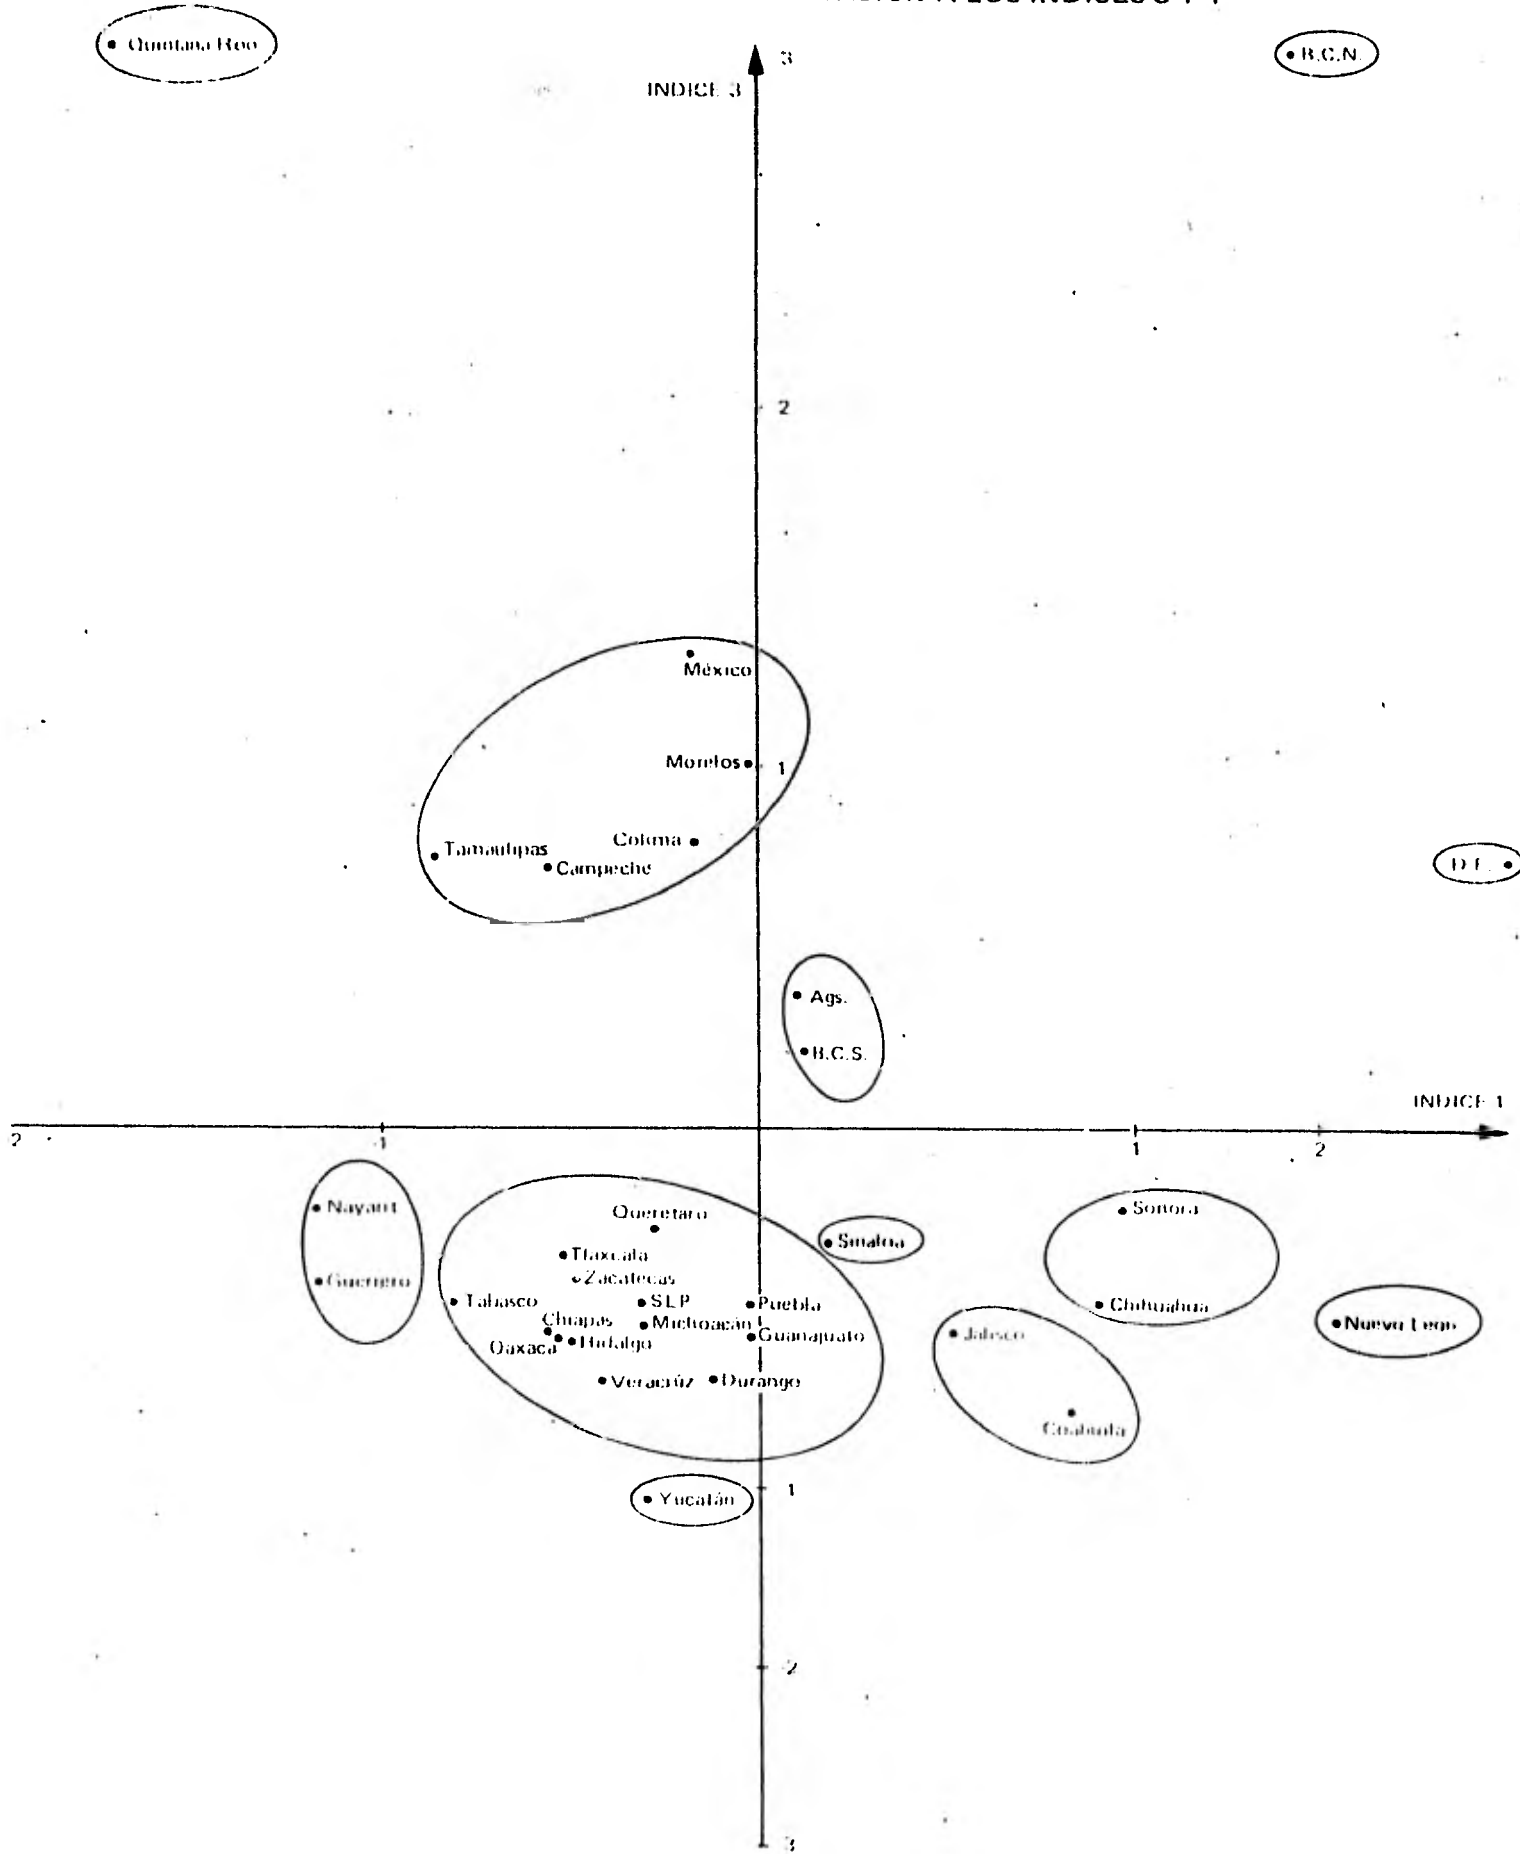 Quintana Roo
B.C.N.
3
INDICE 3
2
México
Morelos
1
Colima
Tamaulipas
Campeche
D.F.
Ags.
B.C.S.
INDICE 1
2
1
1
2
Nayarit
Querétaro
Sonora
Tlaxcala
Sinaloa
Guerrero
Zacatecas
Tabasco
SLP
Puebla
Chihuahua
Chiapas
Michoacán
Nuevo León
Oaxaca
Hidalgo
Guanajuato
Jalisco
Veracrúz
Durango
Coahuila
1
Yucatán
2
3